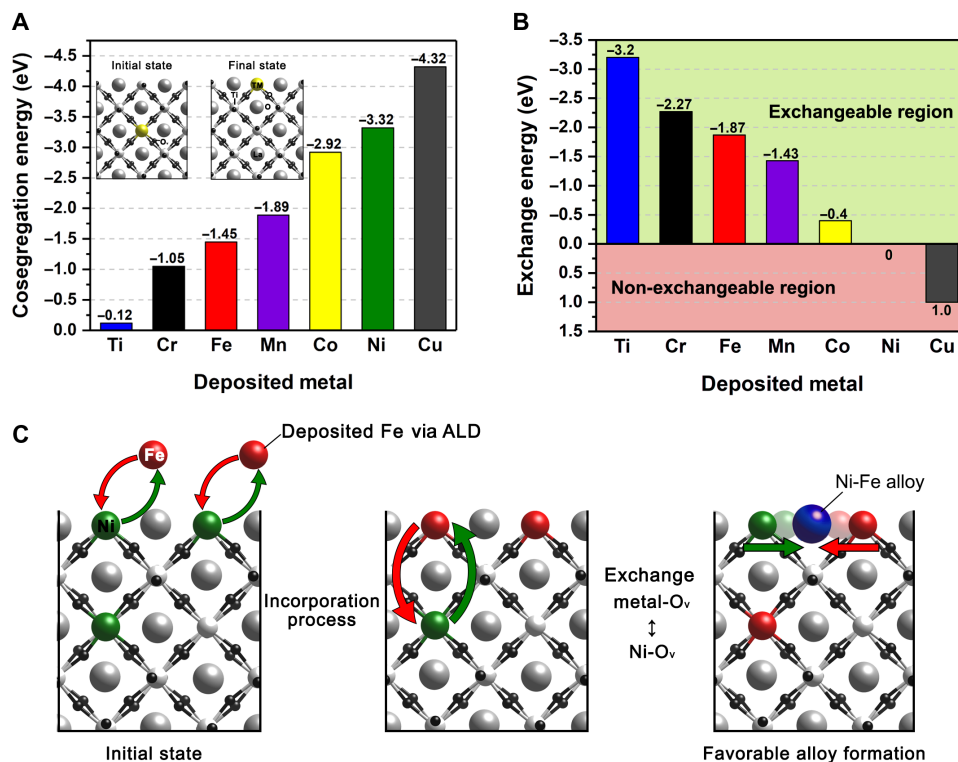 A
Cosegregation energy (eV)
−4.5
−4.0
−3.5
−3.0
−2.5
−2.0
−1.5
−1.0
−0.5
0.0
Initial state
O
Final state
TM
Ti
O
O
La
−0.12
−1.05
−1.45
−1.89
−2.92
−3.32
−4.32
Ti Cr Fe Mn Co Ni Cu
Deposited metal
B
Exchange energy (eV)
−3.5
−3.0
−2.5
−2.0
−1.5
−1.0
−0.5
0.0
0.5
1.0
1.5
−3.2
−2.27
−1.87
−1.43
−0.4
0
1.0
Exchangeable region
Non-exchangeable region
Ti Cr Fe Mn Co Ni Cu
Deposited metal
C
Deposited Fe via ALD
Fe
Ni
Initial state
Incorporation
process
Exchange
metal-Oᵥ
↕
Ni-Oᵥ
Ni-Fe alloy
Favorable alloy formation